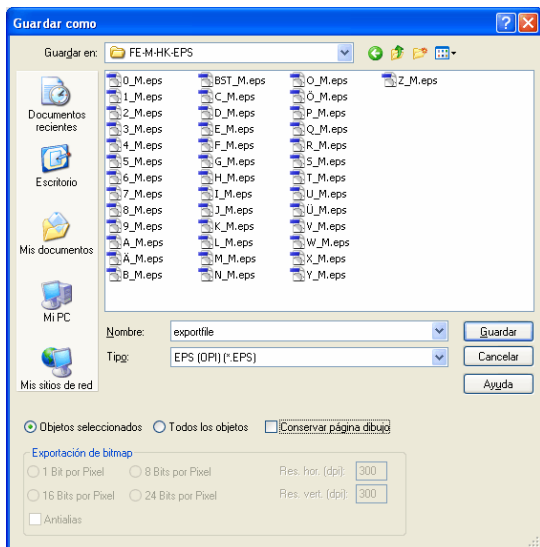 Guardar como
Guardar en: FE-M-HK-EPS
Documentos recientes
Escritorio
Mis documentos
Mi PC
Mis sitios de red
0_M.eps
1_M.eps
2_M.eps
3_M.eps
4_M.eps
5_M.eps
6_M.eps
7_M.eps
8_M.eps
9_M.eps
A_M.eps
Ä_M.eps
B_M.eps
BST_M.eps
C_M.eps
D_M.eps
E_M.eps
F_M.eps
G_M.eps
H_M.eps
I_M.eps
J_M.eps
K_M.eps
L_M.eps
M_M.eps
N_M.eps
O_M.eps
Ö_M.eps
P_M.eps
Q_M.eps
R_M.eps
S_M.eps
T_M.eps
U_M.eps
Ü_M.eps
V_M.eps
W_M.eps
X_M.eps
Y_M.eps
Z_M.eps
Nombre: exportfile
Guardar
Tipo: EPS (OPI) (*.EPS)
Cancelar
Ayuda
Objetos seleccionados Todos los objetos Conservar página dibujo
Exportación de bitmap
1 Bit por Pixel 8 Bits por Pixel Res. hor. (dpi): 300
16 Bits por Pixel 24 Bits por Pixel Res. vert. (dpi): 300
Antialias